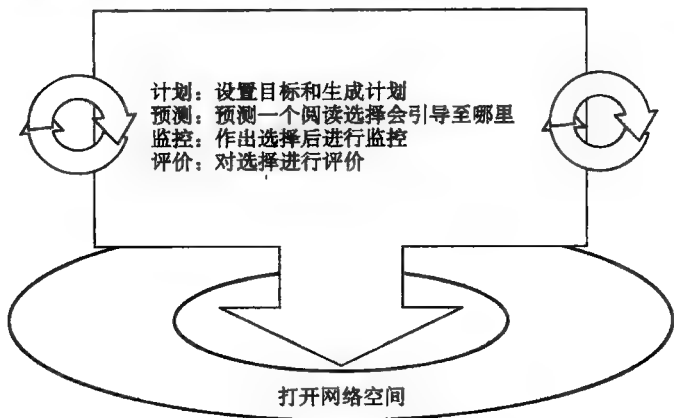 计划：设置目标和生成计划
预测：预测一个阅读选择会引导至哪里
监控：作出选择后进行监控
评价：对选择进行评价
打开网络空间